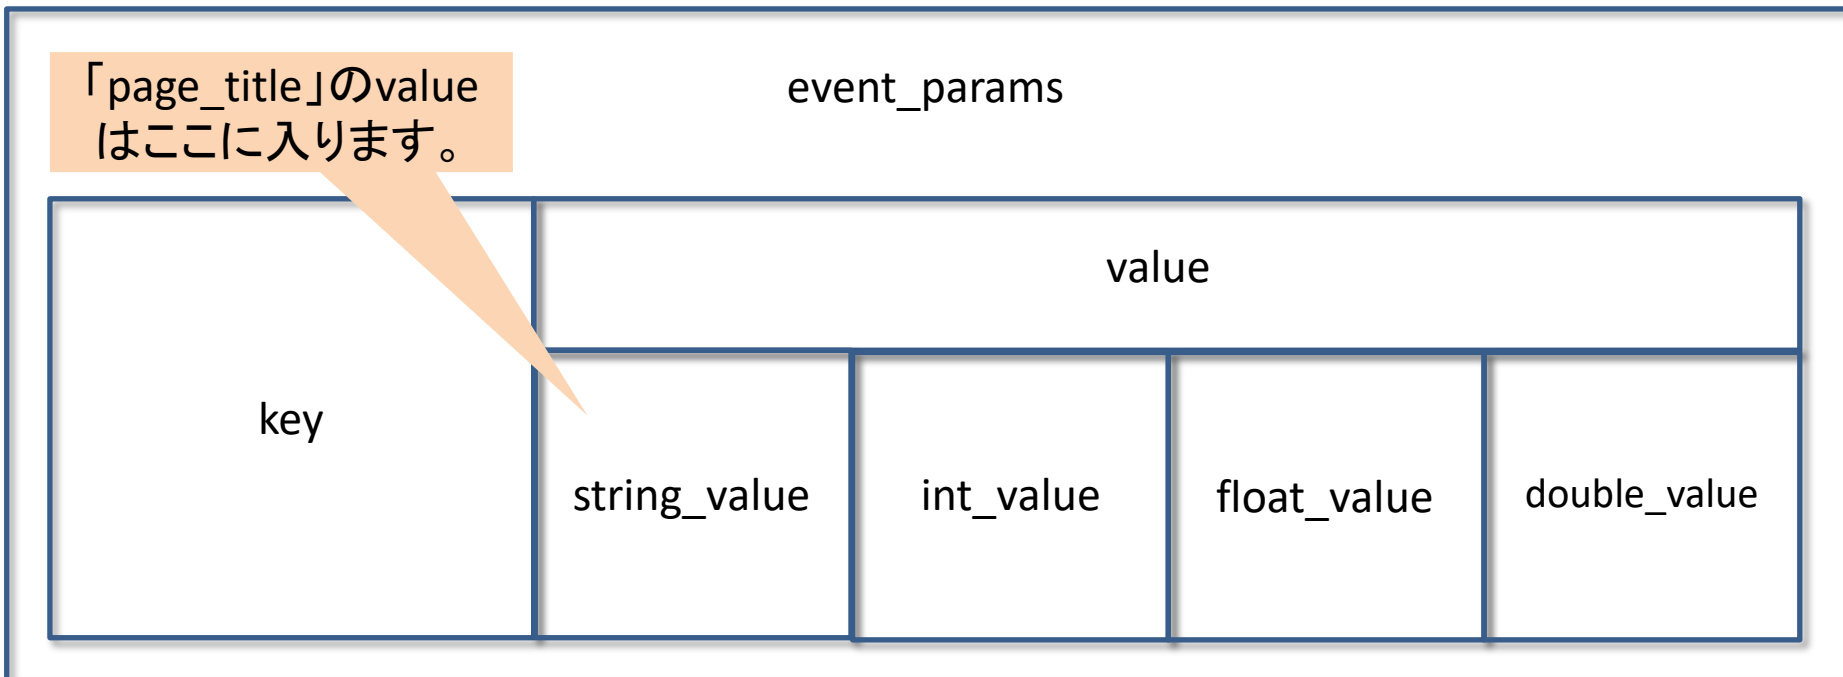 「page_title」のvalue
はここに入ります。
event_params
value
key
string_value
int_value
float_value
double_value